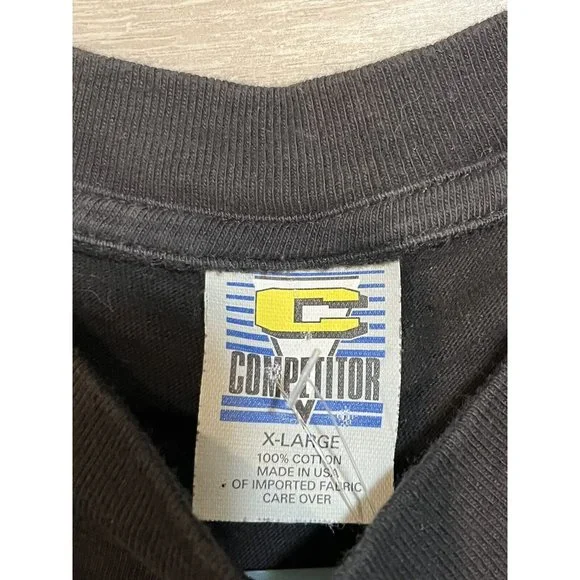 C
COMPETITOR
X-LARGE
100% COTTON
MADE IN USA
OF IMPORTED FABRIC
CARE OVER